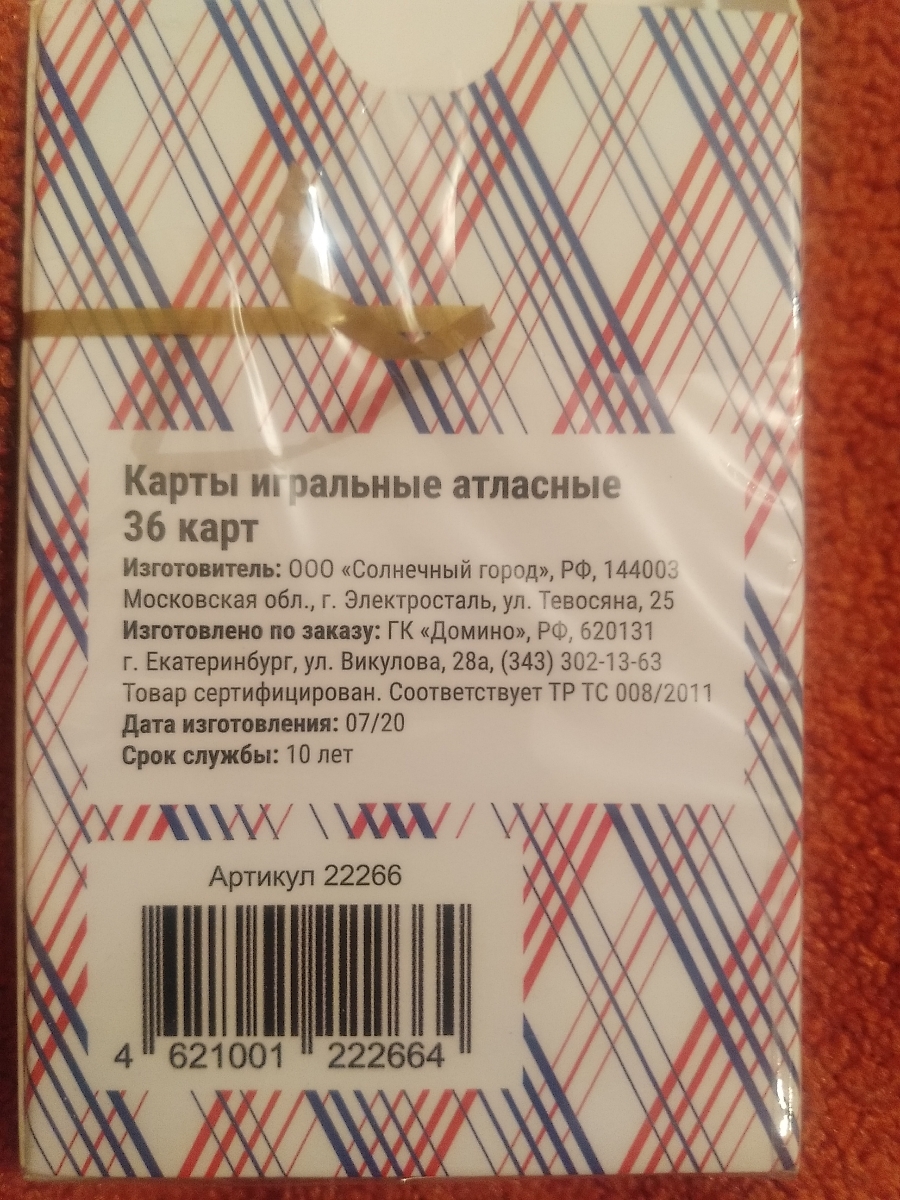 Карты игральные атласные
36 карт
Изготовитель: ООО «Солнечный город», РФ, 144003
Московская обл., г. Электросталь, ул. Тевосяна, 25
Изготовлено по заказу: ГК «Домино», РФ, 620131
г. Екатеринбург, ул. Викулова, 28а, (343) 302-13-63
Товар сертифицирован. Соответствует ТР ТС 008/2011
Дата изготовления: 07/20
Срок службы: 10 лет
Артикул 22266
4 621001 222664